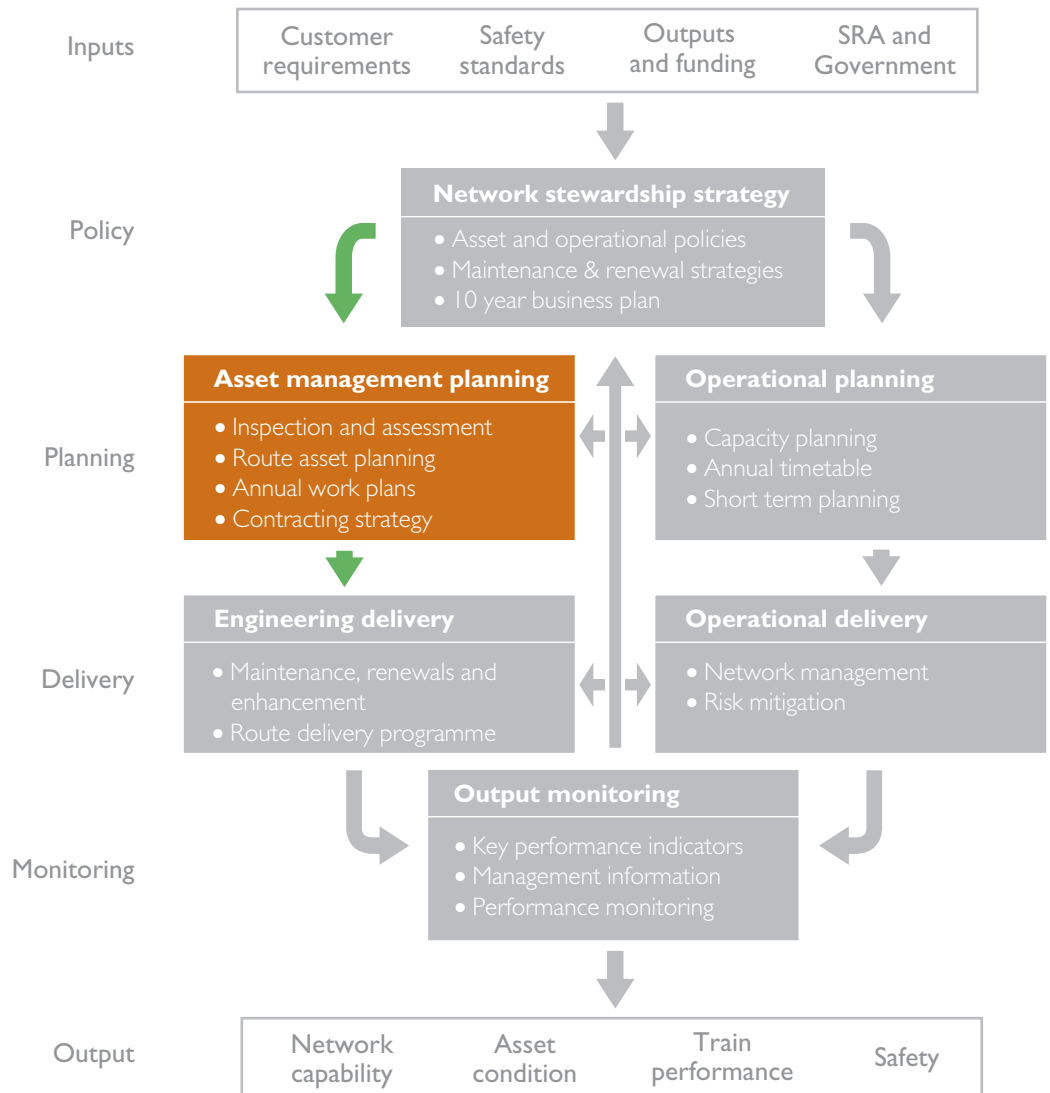 Inputs
Customer
requirements
Safety
standards
Outputs
and funding
SRA and
Government
Policy
Network stewardship strategy
• Asset and operational policies
• Maintenance & renewal strategies
• 10 year business plan
Planning
Asset management planning
• Inspection and assessment
• Route asset planning
• Annual work plans
• Contracting strategy
Operational planning
• Capacity planning
• Annual timetable
• Short term planning
Delivery
Engineering delivery
• Maintenance, renewals and
enhancement
• Route delivery programme
Operational delivery
• Network management
• Risk mitigation
Monitoring
Output monitoring
• Key performance indicators
• Management information
• Performance monitoring
Output
Network
capability
Asset
condition
Train
performance
Safety